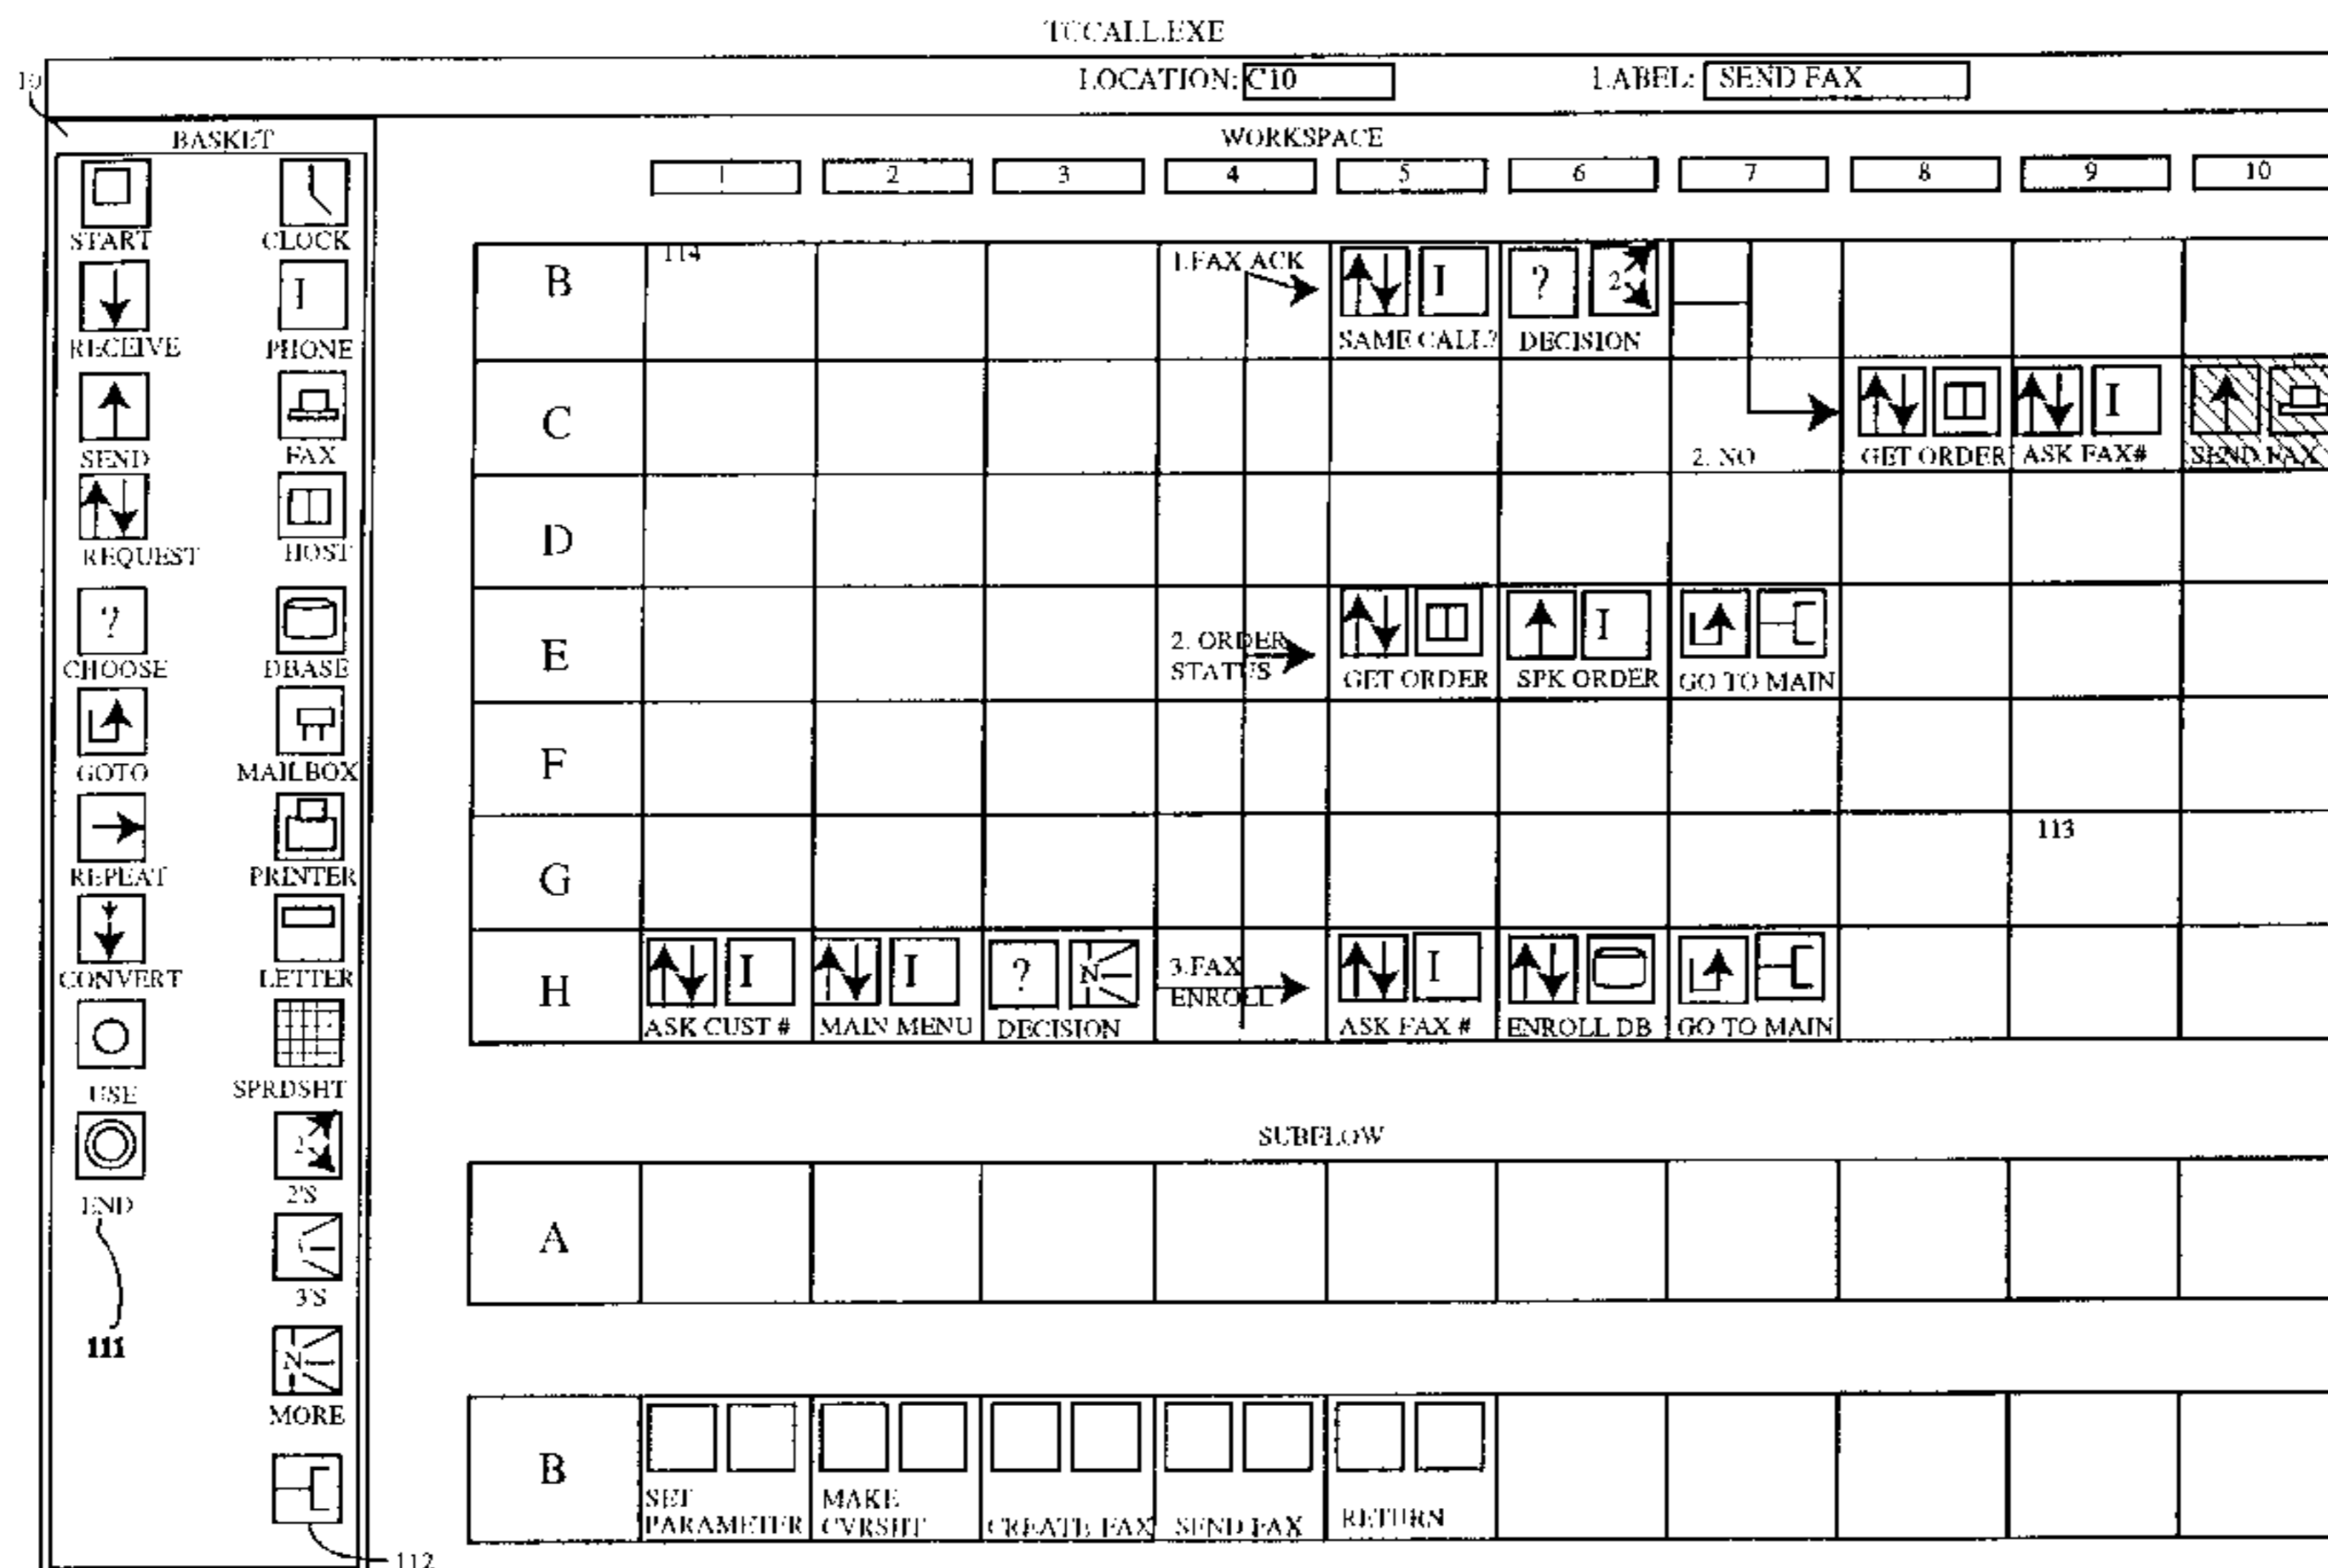 TCCALL.EXE
LOCATION: C10 LABEL: SEND FAX
10
BASKET
WORKSPACE
1 2 3 4 5 6 7 8 9 10
START CLOCK
RECEIVE PHONE
SEND FAX
REQUEST HOST
CHOOSE DBASE
GOTO MAILBOX
REPEAT PRINTER
CONVERT LETTER
USE SPRDSHT
END 2'S
2
3'S
111
N
MORE
112
B 114 1.FAX ACK I ? 2
SAME CALL? DECISION
C I
2. NO GET ORDER ASK FAX# SEND FAX
D
E 2. ORDER STATUS I
GET ORDER SPK ORDER GO TO MAIN
F
G 113
H I I ? N 3.FAX ENROLL I
ASK CUST # MAIN MENU DECISION ASK FAX # ENROLL DB GO TO MAIN
SUBFLOW
A
B
SET PARAMETER MAKE CVRSHT CREATE FAX SEND FAX RETURN